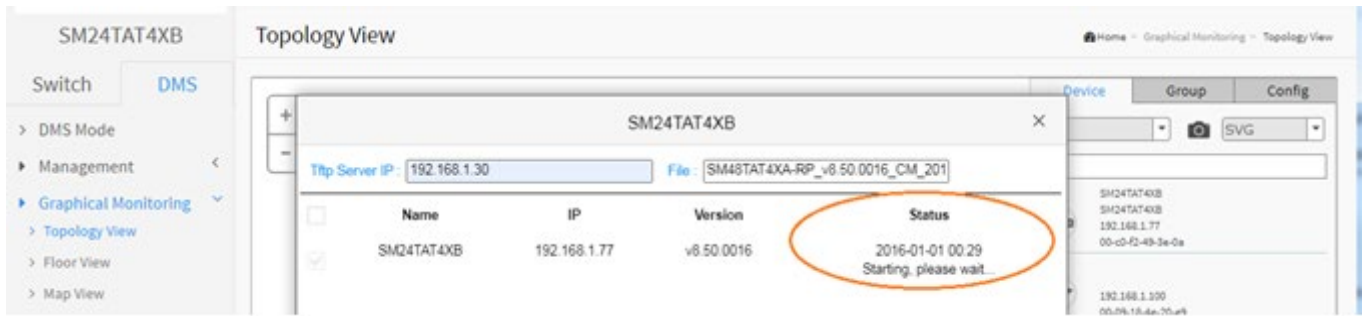 SM24TAT4XB
Topology View
Home - Graphical Monitoring - Topology View
Switch
DMS
> DMS Mode
Management
Graphical Monitoring
> Topology View
> Floor View
> Map View
Device
Group
Config
+
SM24TAT4XB
×
SVG
−
Tftp Server IP : 192.168.1.30
File : SM48TAT4XA-RP_v8.50.0016_CM_201
Name
IP
Version
Status
SM24TAT4XB
192.168.1.77
v8.50.0016
2016-01-01 00:29
Starting, please wait...
SM24TAT4XB
SM24TAT4XB
192.168.1.77
00-c0-f2-49-3e-0a
192.168.1.100